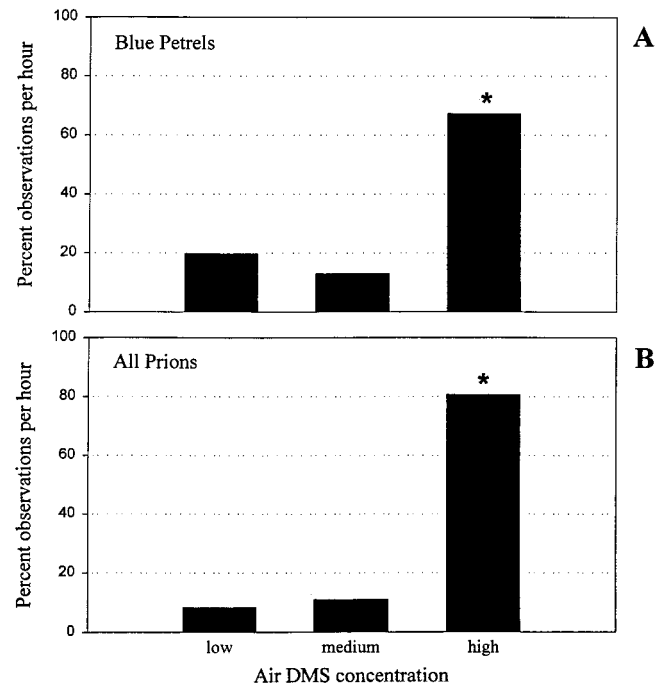 A
Blue Petrels
*
Percent observations per hour
100
80
60
40
20
0
B
All Prions
*
Percent observations per hour
100
80
60
40
20
0
low medium high
Air DMS concentration